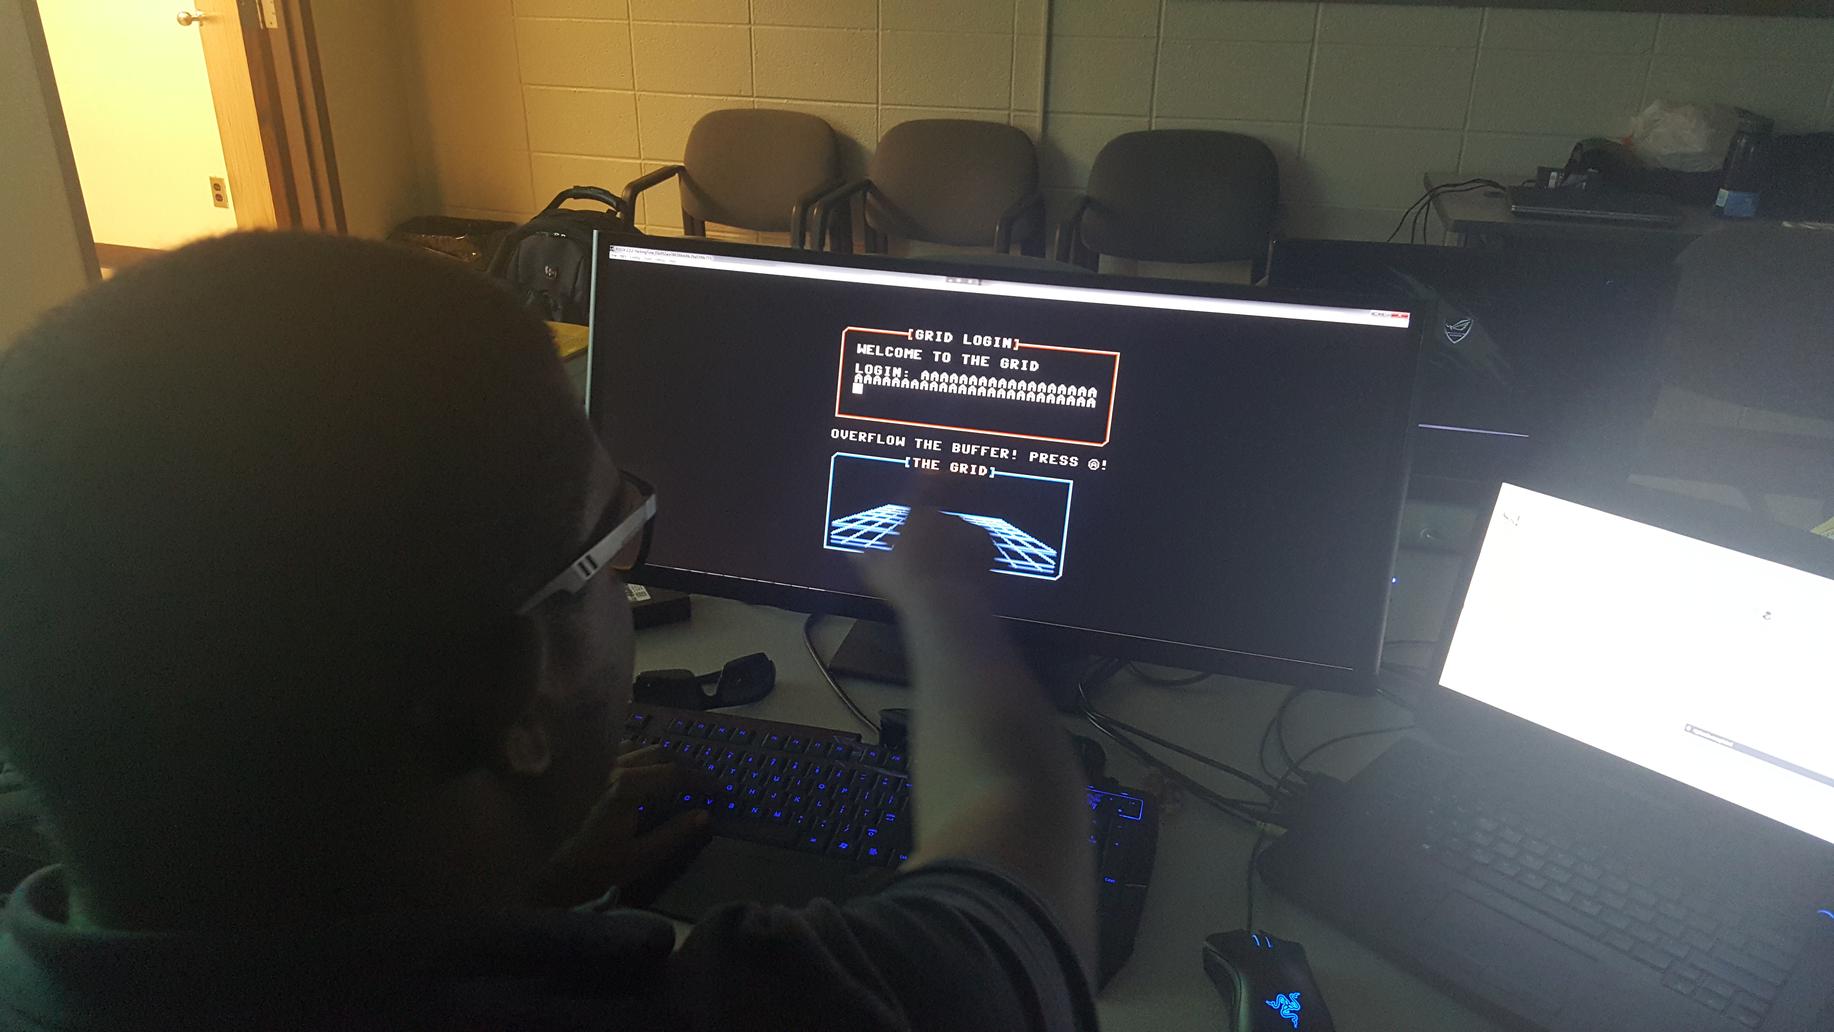 [GRID LOGIN]
WELCOME TO THE GRID
LOGIN: AAAAAAAAAAAAAAAAAAA
AAAAAAAAAAAAAAAAAAAAAAAAAA
OVERFLOW THE BUFFER! PRESS Ⓐ!
[THE GRID]